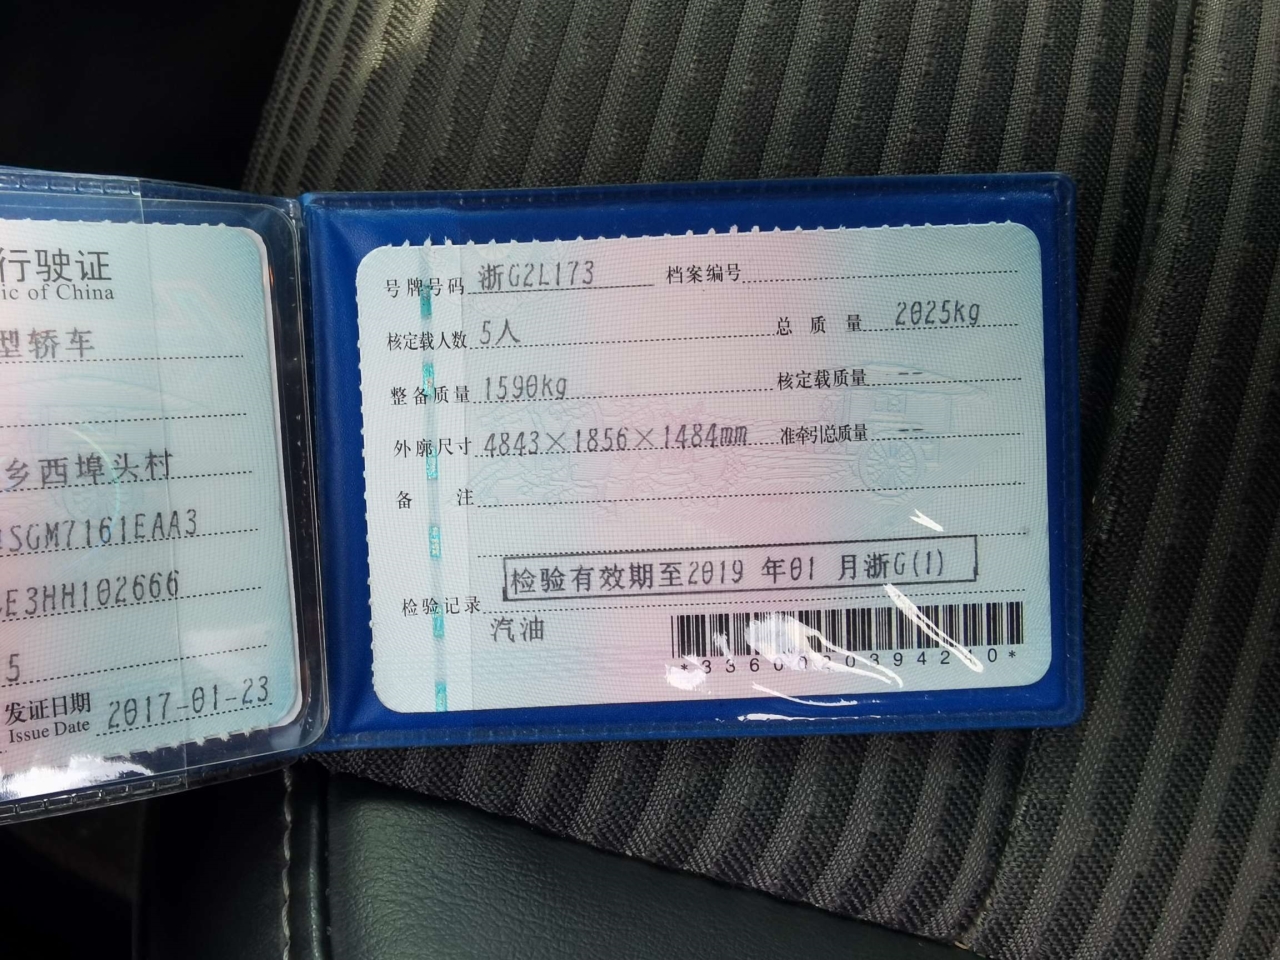 行驶证
ic of China
型轿车
乡西埠头村
SGM7161EAA3
E3HH102666
5
发证日期 2017-01-23
Issue Date
号牌号码 浙G2L173 档案编号
核定载人数 5人 总质量 2025kg
整备质量 1590kg 核定载质量 --
外廓尺寸 4843×1856×1484mm 准牵引总质量 --
备注
检验有效期至2019 年01 月浙G(1)
检验记录
汽油